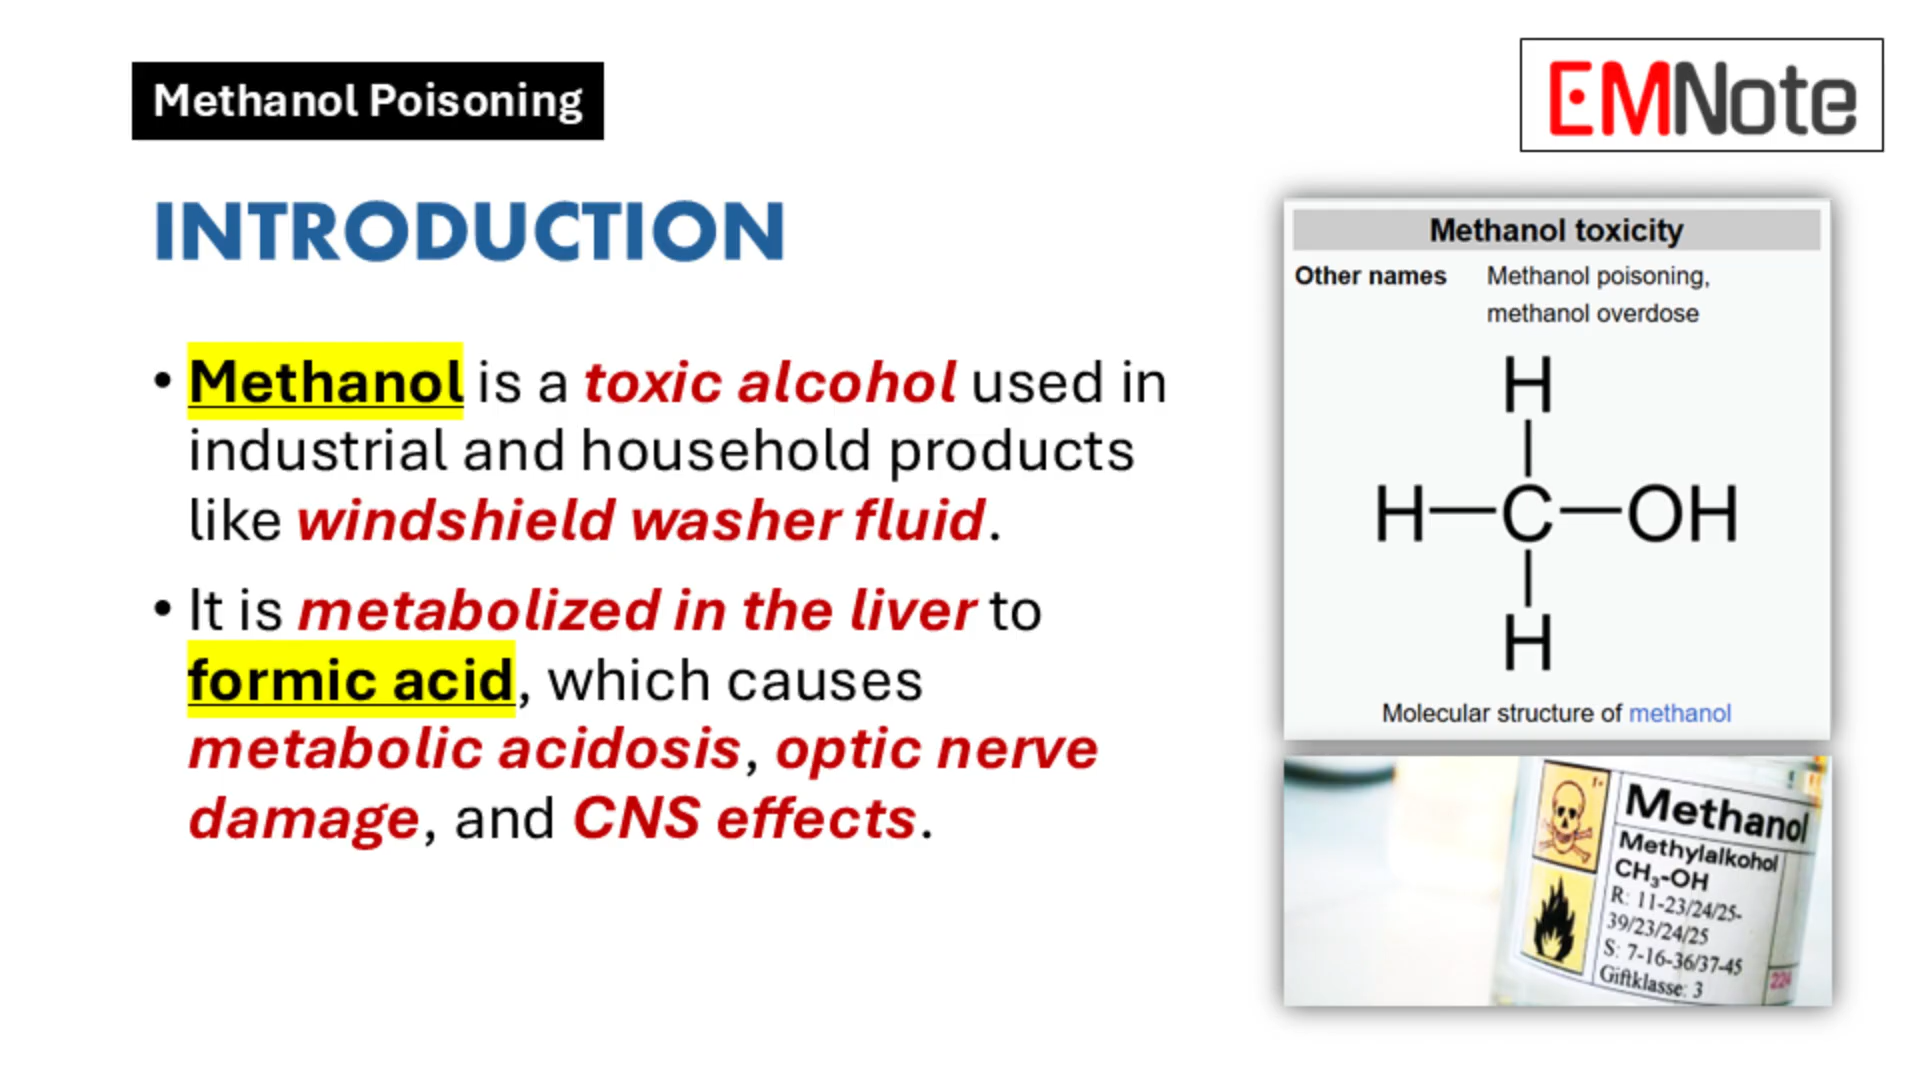 Methanol Poisoning
EMNote
INTRODUCTION
• Methanol is a toxic alcohol used in
industrial and household products
like windshield washer fluid.
• It is metabolized in the liver to
formic acid, which causes
metabolic acidosis, optic nerve
damage, and CNS effects.
Methanol toxicity
Other names Methanol poisoning,
methanol overdose
H
H—C—OH
H
Molecular structure of methanol
Methanol
Methylalkohol
CH₃-OH
R: 11-23/24/25-
39/23/24/25
S: 7-16-36/37-45
Giftklasse: 3
224